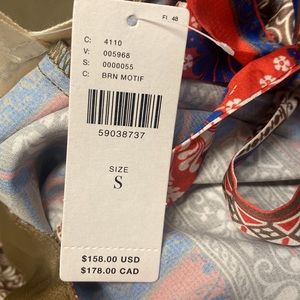 FL 48
C: 4110
V: 005968
S: 0000055
C: BRN MOTIF
59038737
SIZE
S
$158.00 USD
$178.00 CAD